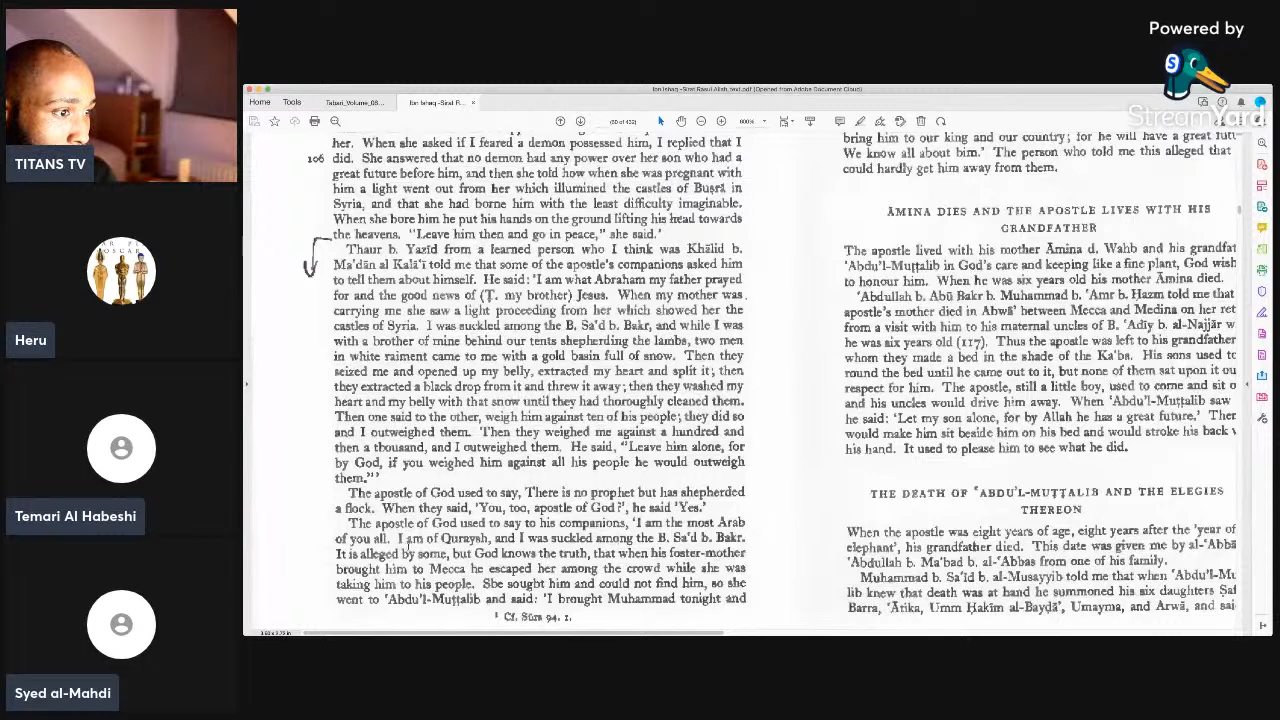 TITANS TV
Heru
Temari Al Habeshi
Syed al-Mahdi
Powered by
StreamYard
Ibn Ishaq -Sirat Rasul Allah_text.pdf (Opened from Adobe Document Cloud)
Home Tools Tabari_Volume_06... Ibn Ishaq -Sirat R... ×
her. When she asked if I feared a demon possessed him, I replied that I
106 did. She answered that no demon had any power over her son who had a
great future before him, and then she told how when she was pregnant with
him a light went out from her which illumined the castles of Buṣrā in
Syria, and that she had borne him with the least difficulty imaginable.
When she bore him he put his hands on the ground lifting his head towards
the heavens. "Leave him then and go in peace," she said.'
Thaur b. Yazīd from a learned person who I think was Khālid b.
Ma'dān al Kalā'ī told me that some of the apostle's companions asked him
to tell them about himself. He said: 'I am what Abraham my father prayed
for and the good news of (Ṭ. my brother) Jesus. When my mother was
carrying me she saw a light proceeding from her which showed her the
castles of Syria. I was suckled among the B. Sa'd b. Bakr, and while I was
with a brother of mine behind our tents shepherding the lambs, two men
in white raiment came to me with a gold basin full of snow. Then they
seized me and opened up my belly, extracted my heart and split it; then
they extracted a black drop from it and threw it away; then they washed my
heart and my belly with that snow until they had thoroughly cleaned them.
Then one said to the other, weigh him against ten of his people; they did so
and I outweighed them. Then they weighed me against a hundred and
then a thousand, and I outweighed them. He said, "Leave him alone, for
by God, if you weighed him against all his people he would outweigh
them."'
The apostle of God used to say, There is no prophet but has shepherded
a flock. When they said, 'You, too, apostle of God?', he said 'Yes.'
The apostle of God used to say to his companions, 'I am the most Arab
of you all. I am of Quraysh, and I was suckled among the B. Sa'd b. Bakr.
It is alleged by some, but God knows the truth, that when his foster-mother
brought him to Mecca he escaped her among the crowd while she was
taking him to his people. She sought him and could not find him, so she
went to 'Abdu'l-Muṭṭalib and said: 'I brought Muhammad tonight and
¹ Cf. Sūra 94. 1.
bring him to our king and our country; for he will have a great futu
We know all about him.' The person who told me this alleged that
could hardly get him away from them.
ĀMINA DIES AND THE APOSTLE LIVES WITH HIS
GRANDFATHER
The apostle lived with his mother Āmina d. Wahb and his grandfat
'Abdu'l-Muṭṭalib in God's care and keeping like a fine plant, God wish
to honour him. When he was six years old his mother Āmina died.
'Abdullah b. Abū Bakr b. Muhammad b. 'Amr b. Ḥazm told me that
apostle's mother died in Abwā' between Mecca and Medina on her ret
from a visit with him to his maternal uncles of B. 'Adīy b. al-Najjār w
he was six years old (117). Thus the apostle was left to his grandfather
whom they made a bed in the shade of the Ka'ba. His sons used to
round the bed until he came out to it, but none of them sat upon it ou
respect for him. The apostle, still a little boy, used to come and sit o
and his uncles would drive him away. When 'Abdu'l-Muṭṭalib saw
he said: 'Let my son alone, for by Allah he has a great future.' Ther
would make him sit beside him on his bed and would stroke his back v
his hand. It used to please him to see what he did.
THE DEATH OF 'ABDU'L-MUṬṬALIB AND THE ELEGIES
THEREON
When the apostle was eight years of age, eight years after the 'year of
elephant', his grandfather died. This date was given me by al-'Abbā
'Abdullah b. Ma'bad b. al-'Abbas from one of his family.
Muhammad b. Sa'īd b. al-Musayyib told me that when 'Abdu'l-Mu
lib knew that death was at hand he summoned his six daughters Ṣaf
Barra, 'Ātika, Umm Ḥakīm al-Bayḍā', Umayma, and Arwā, and sai